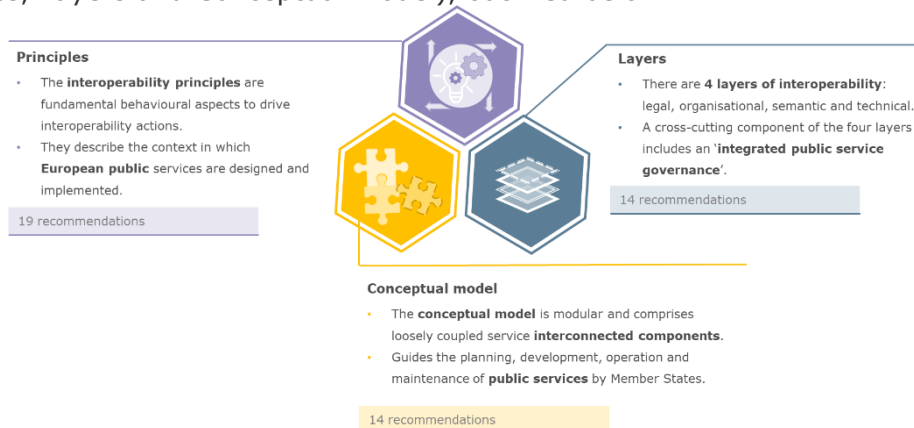 Principles
• The interoperability principles are
fundamental behavioural aspects to drive
interoperability actions.
• They describe the context in which
European public services are designed and
implemented.
19 recommendations
Layers
• There are 4 layers of interoperability:
legal, organisational, semantic and technical.
• A cross-cutting component of the four layers
includes an ‘integrated public service
governance’.
14 recommendations
Conceptual model
• The conceptual model is modular and comprises
loosely coupled service interconnected components.
• Guides the planning, development, operation and
maintenance of public services by Member States.
14 recommendations